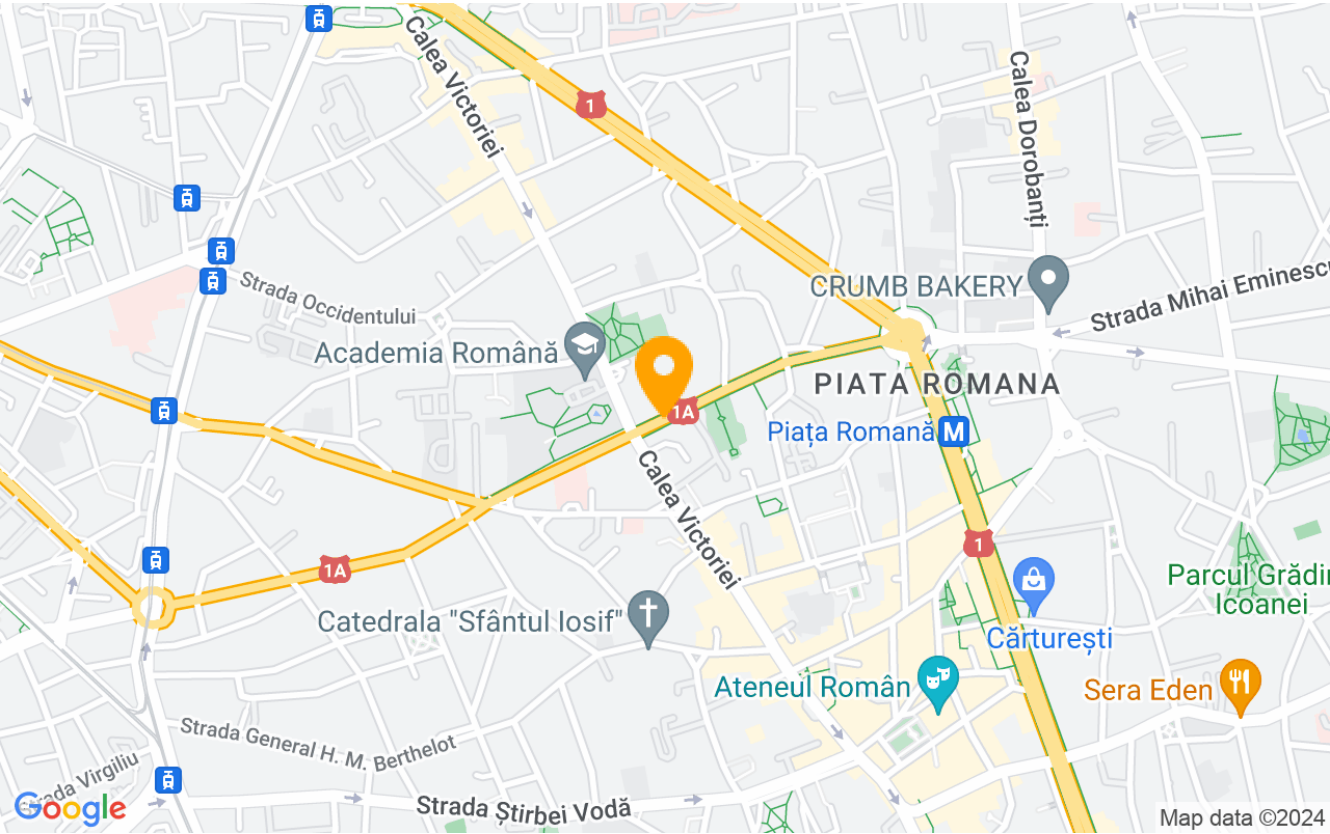 Calea Victoriei
1
Calea Dorobanți
CRUMB BAKERY
Strada Mihai Eminescu
Strada Occidentului
Academia Română
PIATA ROMANA
1A
Piața Romană
M
Calea Victoriei
1
1A
Parcul Grădin
Icoanei
Catedrala "Sfântul Iosif"
Cărturești
Ateneul Român
Sera Eden
Strada General H. M. Berthelot
Strada Virgiliu
Google
Strada Știrbei Vodă
Map data ©2024